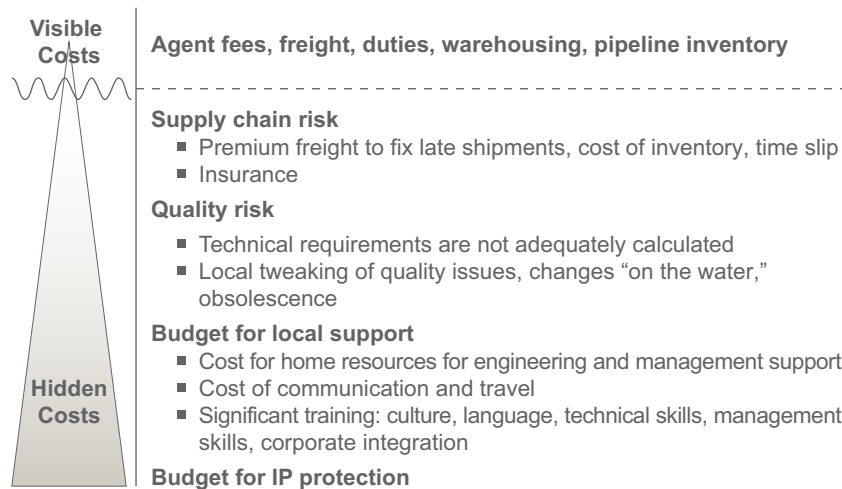 Visible
Costs
Agent fees, freight, duties, warehousing, pipeline inventory
Supply chain risk
■ Premium freight to fix late shipments, cost of inventory, time slip
■ Insurance
Quality risk
■ Technical requirements are not adequately calculated
■ Local tweaking of quality issues, changes “on the water,”
obsolescence
Budget for local support
■ Cost for home resources for engineering and management support
■ Cost of communication and travel
■ Significant training: culture, language, technical skills, management
skills, corporate integration
Hidden
Costs
Budget for IP protection